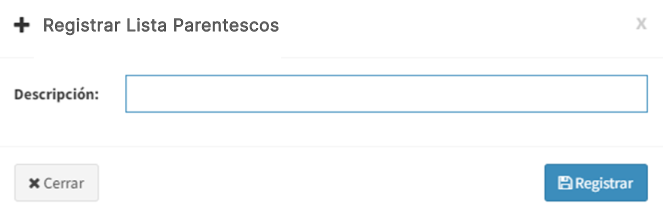 Registrar Lista Parentescos
X
Descripción:
Cerrar
Registrar